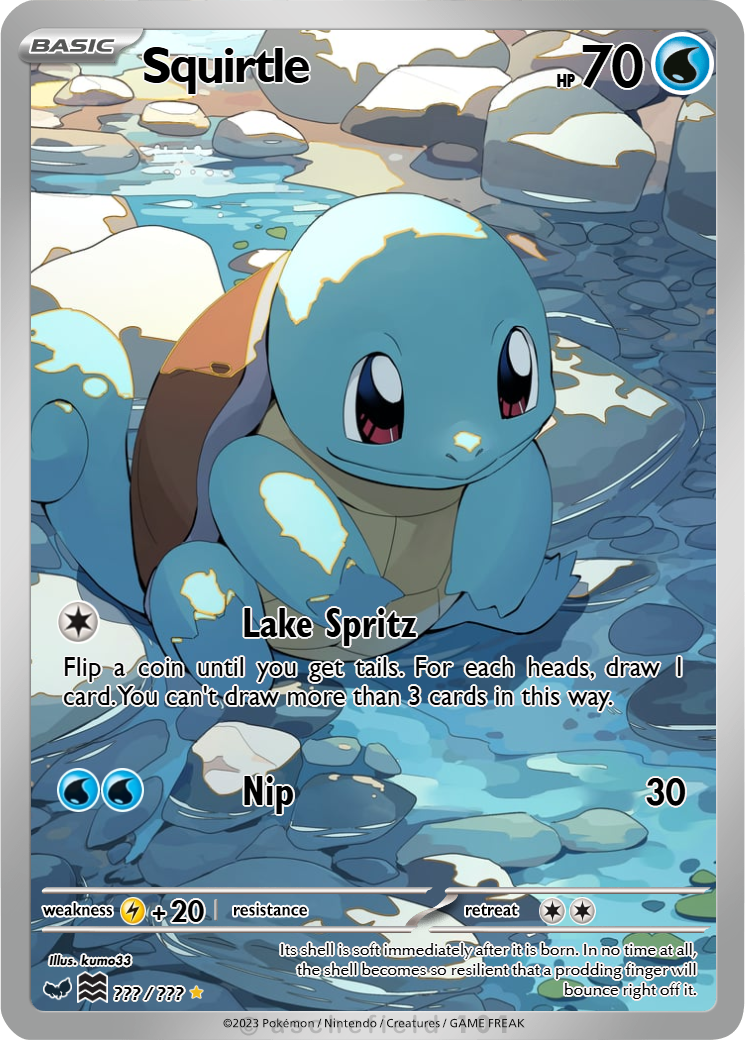 BASIC
Squirtle
HP 70
Lake Spritz
Flip a coin until you get tails. For each heads, draw 1
card. You can't draw more than 3 cards in this way.
Nip 30
weakness +20 resistance retreat
Its shell is soft immediately after it is born. In no time at all,
the shell becomes so resilient that a prodding finger will
bounce right off it.
Illus. kumo33
??? / ???
©2023 Pokémon / Nintendo / Creatures / GAME FREAK